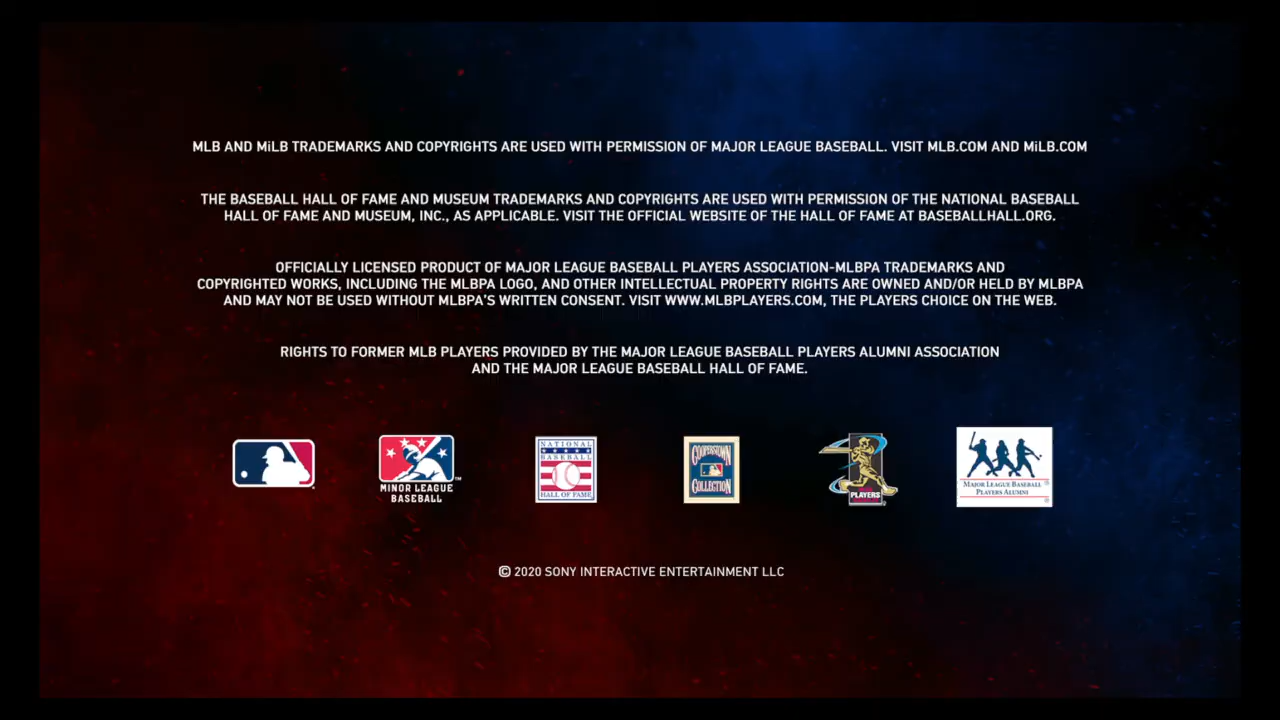 MLB AND MiLB TRADEMARKS AND COPYRIGHTS ARE USED WITH PERMISSION OF MAJOR LEAGUE BASEBALL. VISIT MLB.COM AND MiLB.COM
THE BASEBALL HALL OF FAME AND MUSEUM TRADEMARKS AND COPYRIGHTS ARE USED WITH PERMISSION OF THE NATIONAL BASEBALL
HALL OF FAME AND MUSEUM, INC., AS APPLICABLE. VISIT THE OFFICIAL WEBSITE OF THE HALL OF FAME AT BASEBALLHALL.ORG.
OFFICIALLY LICENSED PRODUCT OF MAJOR LEAGUE BASEBALL PLAYERS ASSOCIATION-MLBPA TRADEMARKS AND
COPYRIGHTED WORKS, INCLUDING THE MLBPA LOGO, AND OTHER INTELLECTUAL PROPERTY RIGHTS ARE OWNED AND/OR HELD BY MLBPA
AND MAY NOT BE USED WITHOUT MLBPA'S WRITTEN CONSENT. VISIT WWW.MLBPLAYERS.COM, THE PLAYERS CHOICE ON THE WEB.
RIGHTS TO FORMER MLB PLAYERS PROVIDED BY THE MAJOR LEAGUE BASEBALL PLAYERS ALUMNI ASSOCIATION
AND THE MAJOR LEAGUE BASEBALL HALL OF FAME.
MINOR LEAGUE
BASEBALL
™
NATIONAL
BASEBALL
HALL OF FAME
COOPERSTOWN
COLLECTION
PLAYERS
MAJOR LEAGUE BASEBALL
PLAYERS ALUMNI
© 2020 SONY INTERACTIVE ENTERTAINMENT LLC